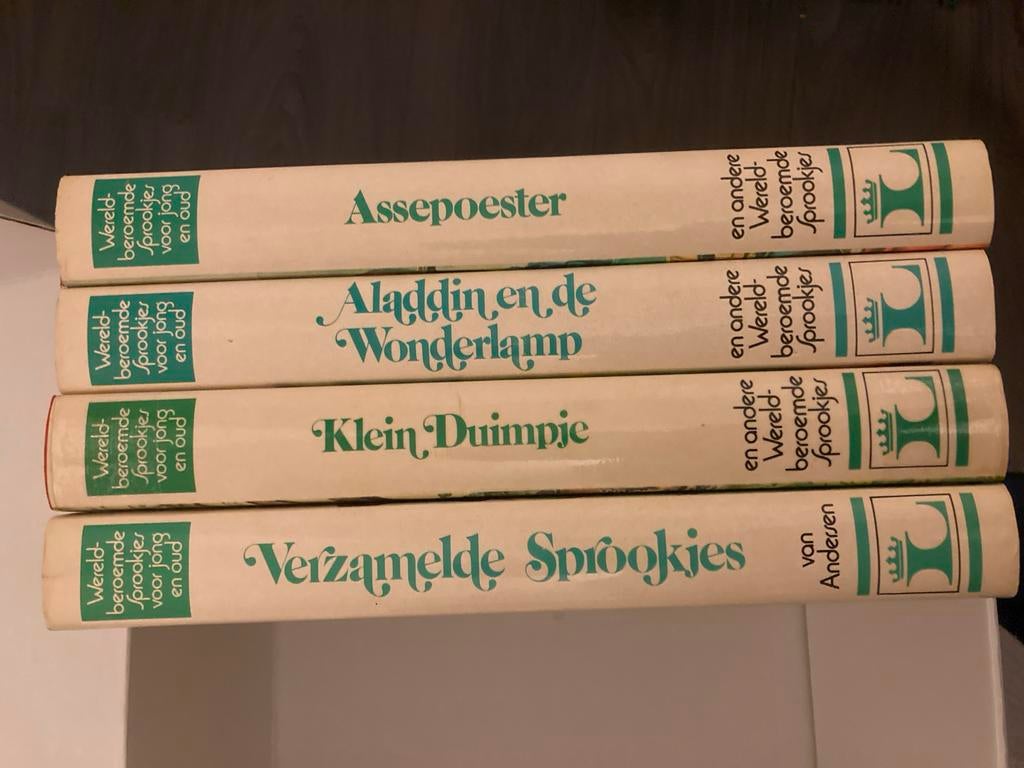 Wereld-
beroemde
sprookjes
voor jong
en oud
Assepoester
en andere
Wereld-
beroemde
sprookjes
L
Wereld-
beroemde
sprookjes
voor jong
en oud
Aladdin en de
Wonderlamp
en andere
Wereld-
beroemde
sprookjes
L
Wereld-
beroemde
sprookjes
voor jong
en oud
Klein Duimpje
en andere
Wereld-
beroemde
sprookjes
L
Wereld-
beroemde
sprookjes
voor jong
en oud
Verzamelde Sprookjes
van
Andersen
L